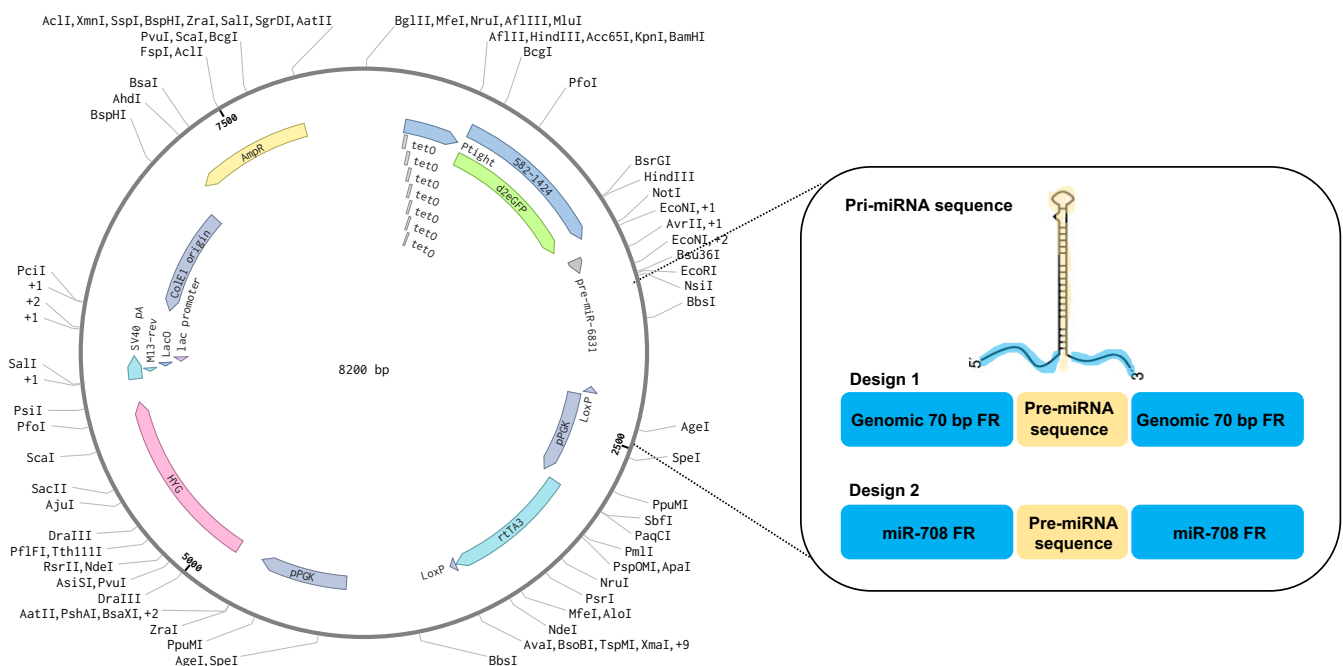 AclI,XmnI,SspI,BspHI,ZraI,SalI,SgrDI,AatII
PvuI,ScaI,BcgI
FspI,AclI
BsaI
AhdI
BspHI
BglII,MfeI,NruI,AflIII,MluI
AflII,HindIII,Acc65I,KpnI,BamHI
BcgI
PfoI
BsrGI
HindIII
NotI
EcoNI,+1
AvrII,+1
EcoNI,+2
Bsu36I
EcoRI
NsiI
BbsI
AgeI
2500
SpeI
PpuMI
SbfI
PaqCI
PmlI
PspOMI,ApaI
NruI
PsrI
MfeI,AloI
NdeI
AvaI,BsoBI,TspMI,XmaI,+9
BbsI
AgeI,SpeI
PpuMI
ZraI
AatII,PshAI,BsaXI,+2
DraIII
5000
AsiSI,PvuI
RsrII,NdeI
PflFI,Tth111I
DraIII
AjuI
SacII
ScaI
PfoI
PsiI
+1
SalI
+1
+2
+1
PciI
7500
AmpR
ColE1 origin
lac promoter
LacO
M13-rev
SV40 pA
HYG
pPGK
LoxP
rtTA3
pPGK
LoxP
pre-miR-6831
582-1424
d2eGFP
Ptight
tetO
tetO
tetO
tetO
tetO
tetO
tetO
8200 bp
Pri-miRNA sequence
5
3
Design 1
Genomic 70 bp FR
Pre-miRNA
sequence
Genomic 70 bp FR
Design 2
miR-708 FR
Pre-miRNA
sequence
miR-708 FR